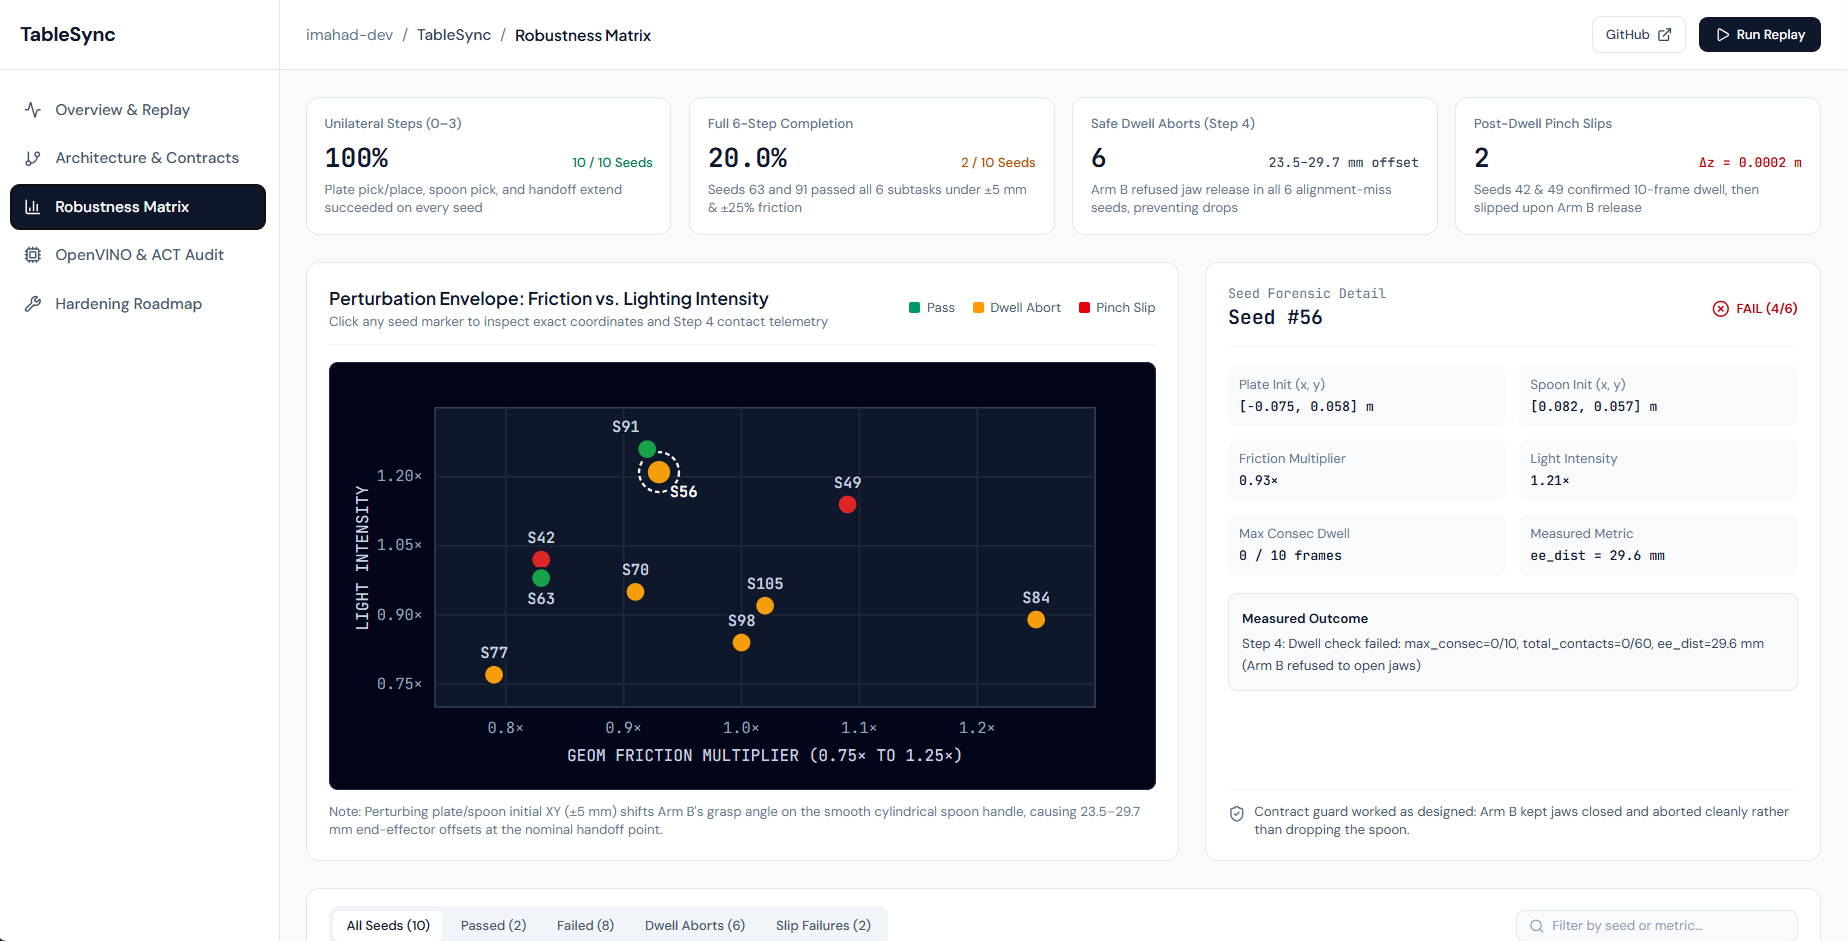 TableSync
imahad-dev / TableSync / Robustness Matrix
GitHub
Run Replay
Overview & Replay
Architecture & Contracts
Robustness Matrix
OpenVINO & ACT Audit
Hardening Roadmap
Unilateral Steps (0–3)
100%
10 / 10 Seeds
Plate pick/place, spoon pick, and handoff extend
succeeded on every seed
Full 6-Step Completion
20.0%
2 / 10 Seeds
Seeds 63 and 91 passed all 6 subtasks under ±5 mm
& ±25% friction
Safe Dwell Aborts (Step 4)
6
23.5–29.7 mm offset
Arm B refused jaw release in all 6 alignment-miss
seeds, preventing drops
Post-Dwell Pinch Slips
2
Δz = 0.0002 m
Seeds 42 & 49 confirmed 10-frame dwell, then
slipped upon Arm B release
Perturbation Envelope: Friction vs. Lighting Intensity
Click any seed marker to inspect exact coordinates and Step 4 contact telemetry
Pass
Dwell Abort
Pinch Slip
LIGHT INTENSITY
1.20×
1.05×
0.90×
0.75×
S91
S56
S49
S42
S63
S70
S105
S98
S84
S77
0.8×
0.9×
1.0×
1.1×
1.2×
GEOM FRICTION MULTIPLIER (0.75× TO 1.25×)
Note: Perturbing plate/spoon initial XY (±5 mm) shifts Arm B's grasp angle on the smooth cylindrical spoon handle, causing 23.5–29.7
mm end-effector offsets at the nominal handoff point.
Seed Forensic Detail
Seed #56
FAIL (4/6)
Plate Init (x, y)
[-0.075, 0.058] m
Spoon Init (x, y)
[0.082, 0.057] m
Friction Multiplier
0.93×
Light Intensity
1.21×
Max Consec Dwell
0 / 10 frames
Measured Metric
ee_dist = 29.6 mm
Measured Outcome
Step 4: Dwell check failed: max_consec=0/10, total_contacts=0/60, ee_dist=29.6 mm
(Arm B refused to open jaws)
Contract guard worked as designed: Arm B kept jaws closed and aborted cleanly rather
than dropping the spoon.
All Seeds (10)
Passed (2)
Failed (8)
Dwell Aborts (6)
Slip Failures (2)
Filter by seed or metric...